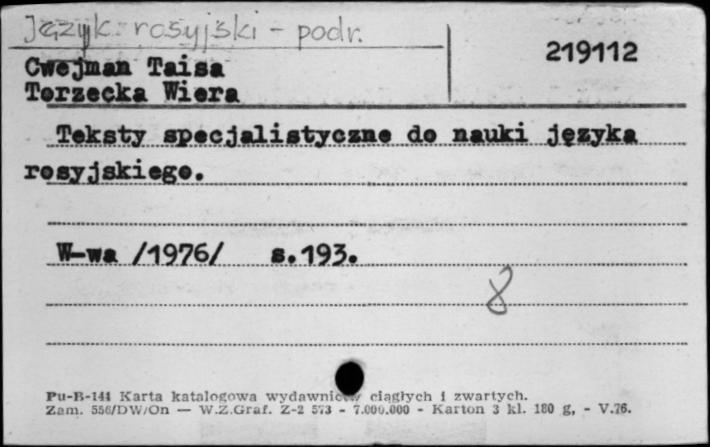 Język rosyjski - podr.
219112
Cwejman Taisa
Torzecka Wiera
Teksty specjalistyczne do nauki języka
rosyjskiego.
W-wa /1976/ s.193.
8
Pu-B-144 Karta katalogowa wydawnictw ciągłych i zwartych.
Zam. 556/DW/On — W.Z.Graf. Z-2 573 - 7.000.000 - Karton 3 kl. 180 g, - V.76.